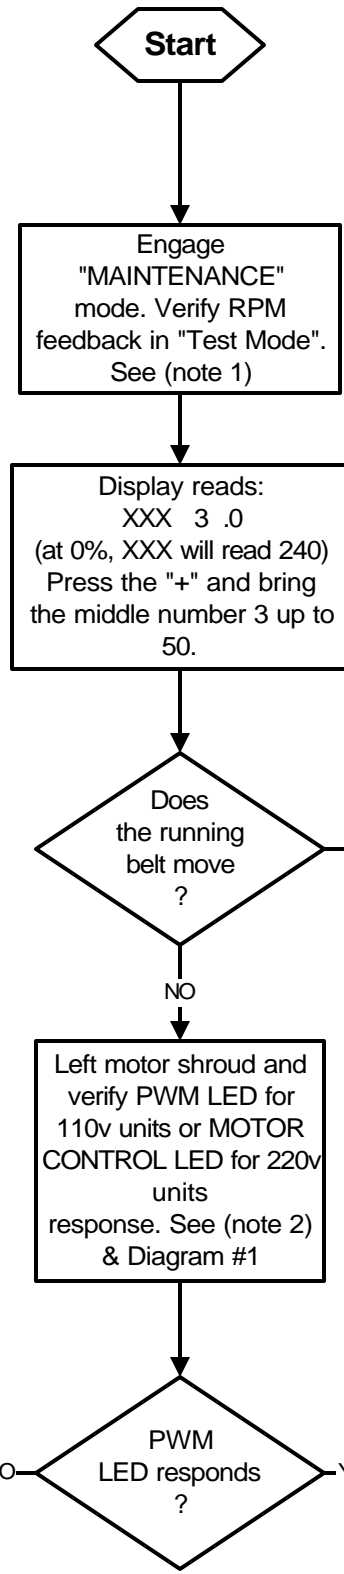 Start
Engage
"MAINTENANCE"
mode. Verify RPM
feedback in "Test Mode".
See (note 1)
Display reads:
XXX 3 .0
(at 0%, XXX will read 240)
Press the "+" and bring
the middle number 3 up to
50.
Does
the running
belt move
?
NO
Left motor shroud and
verify PWM LED for
110v units or MOTOR
CONTROL LED for 220v
units
response. See (note 2)
& Diagram #1
PWM
LED responds
?